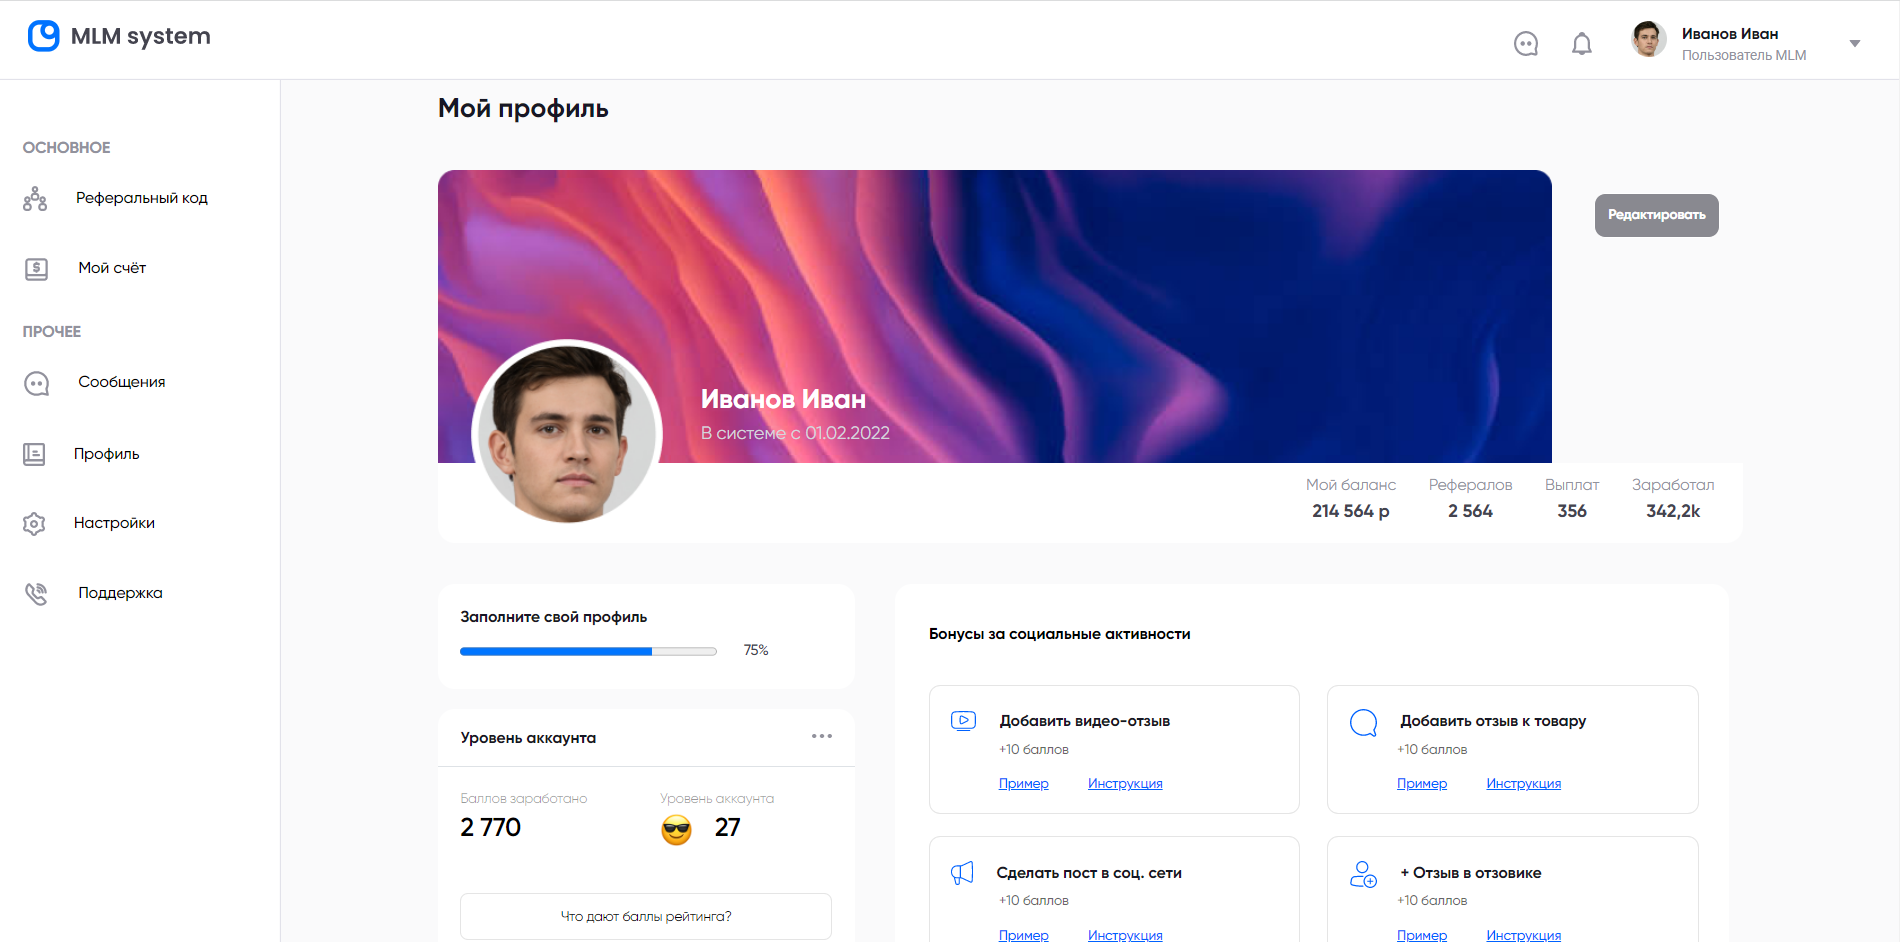 MLM system
Иванов Иван
Пользователь MLM
ОСНОВНОЕ
Реферальный код
Мой счёт
ПРОЧЕЕ
Сообщения
Профиль
Настройки
Поддержка
Мой профиль
Редактировать
Иванов Иван
В системе с 01.02.2022
Мой баланс
214 564 р
Рефералов
2 564
Выплат
356
Заработал
342,2k
Заполните свой профиль
75%
Уровень аккаунта
Баллов заработано
2 770
Уровень аккаунта
27
Что дают баллы рейтинга?
Бонусы за социальные активности
Добавить видео-отзыв
+10 баллов
Пример Инструкция
Добавить отзыв к товару
+10 баллов
Пример Инструкция
Сделать пост в соц. сети
+10 баллов
Пример Инструкция
+ Отзыв в отзовике
+10 баллов
Пример Инструкция